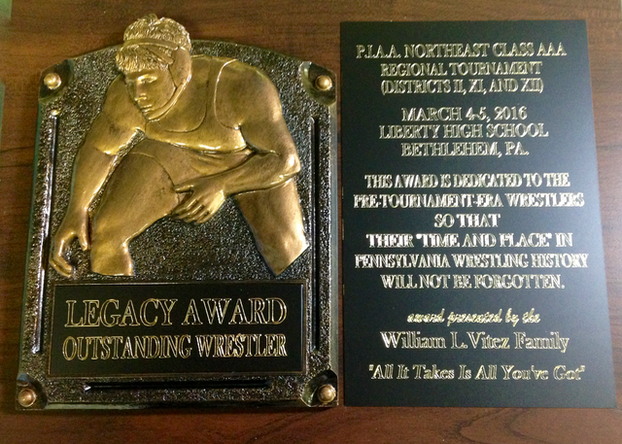 LEGACY AWARD
OUTSTANDING WRESTLER
P.I.A.A. NORTHEAST CLASS AAA
REGIONAL TOURNAMENT
(DISTRICTS II, XI, AND XII)
MARCH 4-5, 2016
LIBERTY HIGH SCHOOL
BETHLEHEM, PA.
THIS AWARD IS DEDICATED TO THE
PRE-TOURNAMENT-ERA WRESTLERS
SO THAT
THEIR "TIME AND PLACE" IN
PENNSYLVANIA WRESTLING HISTORY
WILL NOT BE FORGOTTEN.
award presented by the
William L. Vitez Family
"All It Takes Is All You've Got"